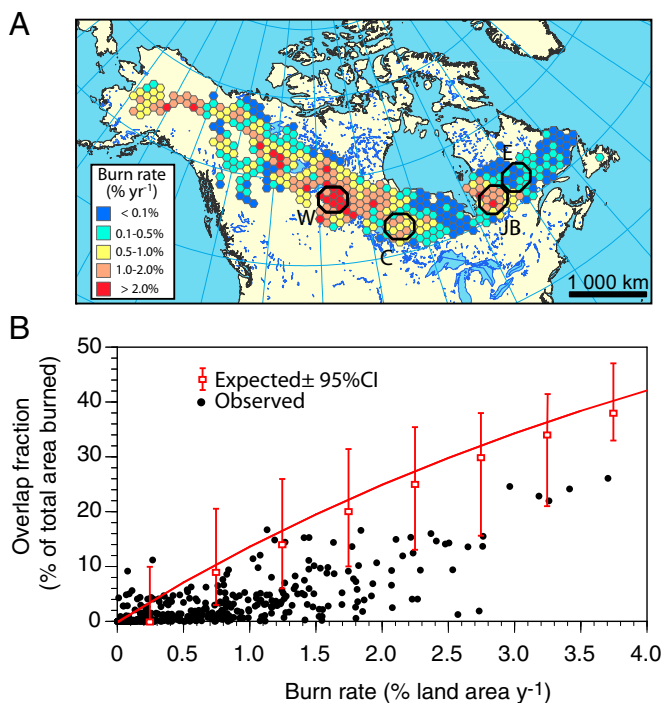 A
Burn rate
(% yr-1)
< 0.1%
0.1-0.5%
0.5-1.0%
1.0-2.0%
> 2.0%
W
C
E
JB
1 000 km
B
50
40
30
20
10
0
Overlap fraction
(% of total area burned)
Expected± 95%CI
Observed
0
0.5
1.0
1.5
2.0
2.5
3.0
3.5
4.0
Burn rate (% land area y-1)